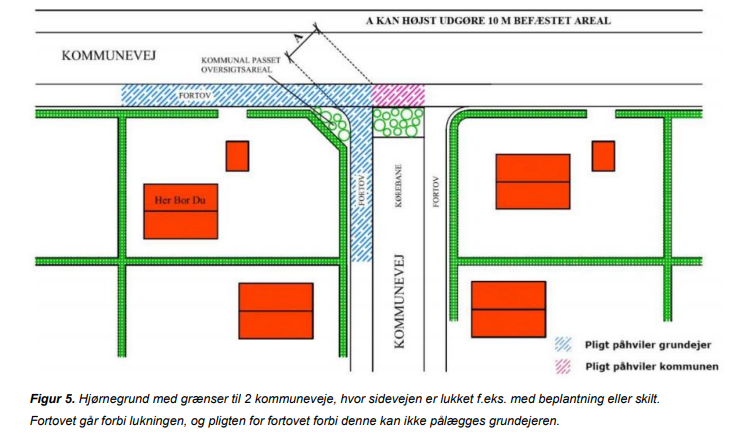 A KAN HØJST UDGØRE 10 M BEFÆSTET AREAL
A
KOMMUNEVEJ
KOMMUNAL PASSET
OVERSIGTSAREAL
FORTOV
Her Bor Du
FORTOV
KØREBANE
FORTOV
KOMMUNEVEJ
Pligt påhviler grundejer
Pligt påhviler kommunen
Figur 5. Hjørnegrund med grænser til 2 kommuneveje, hvor sidevejen er lukket f.eks. med beplantning eller skilt.
Fortovet går forbi lukningen, og pligten for fortovet forbi denne kan ikke pålægges grundejeren.